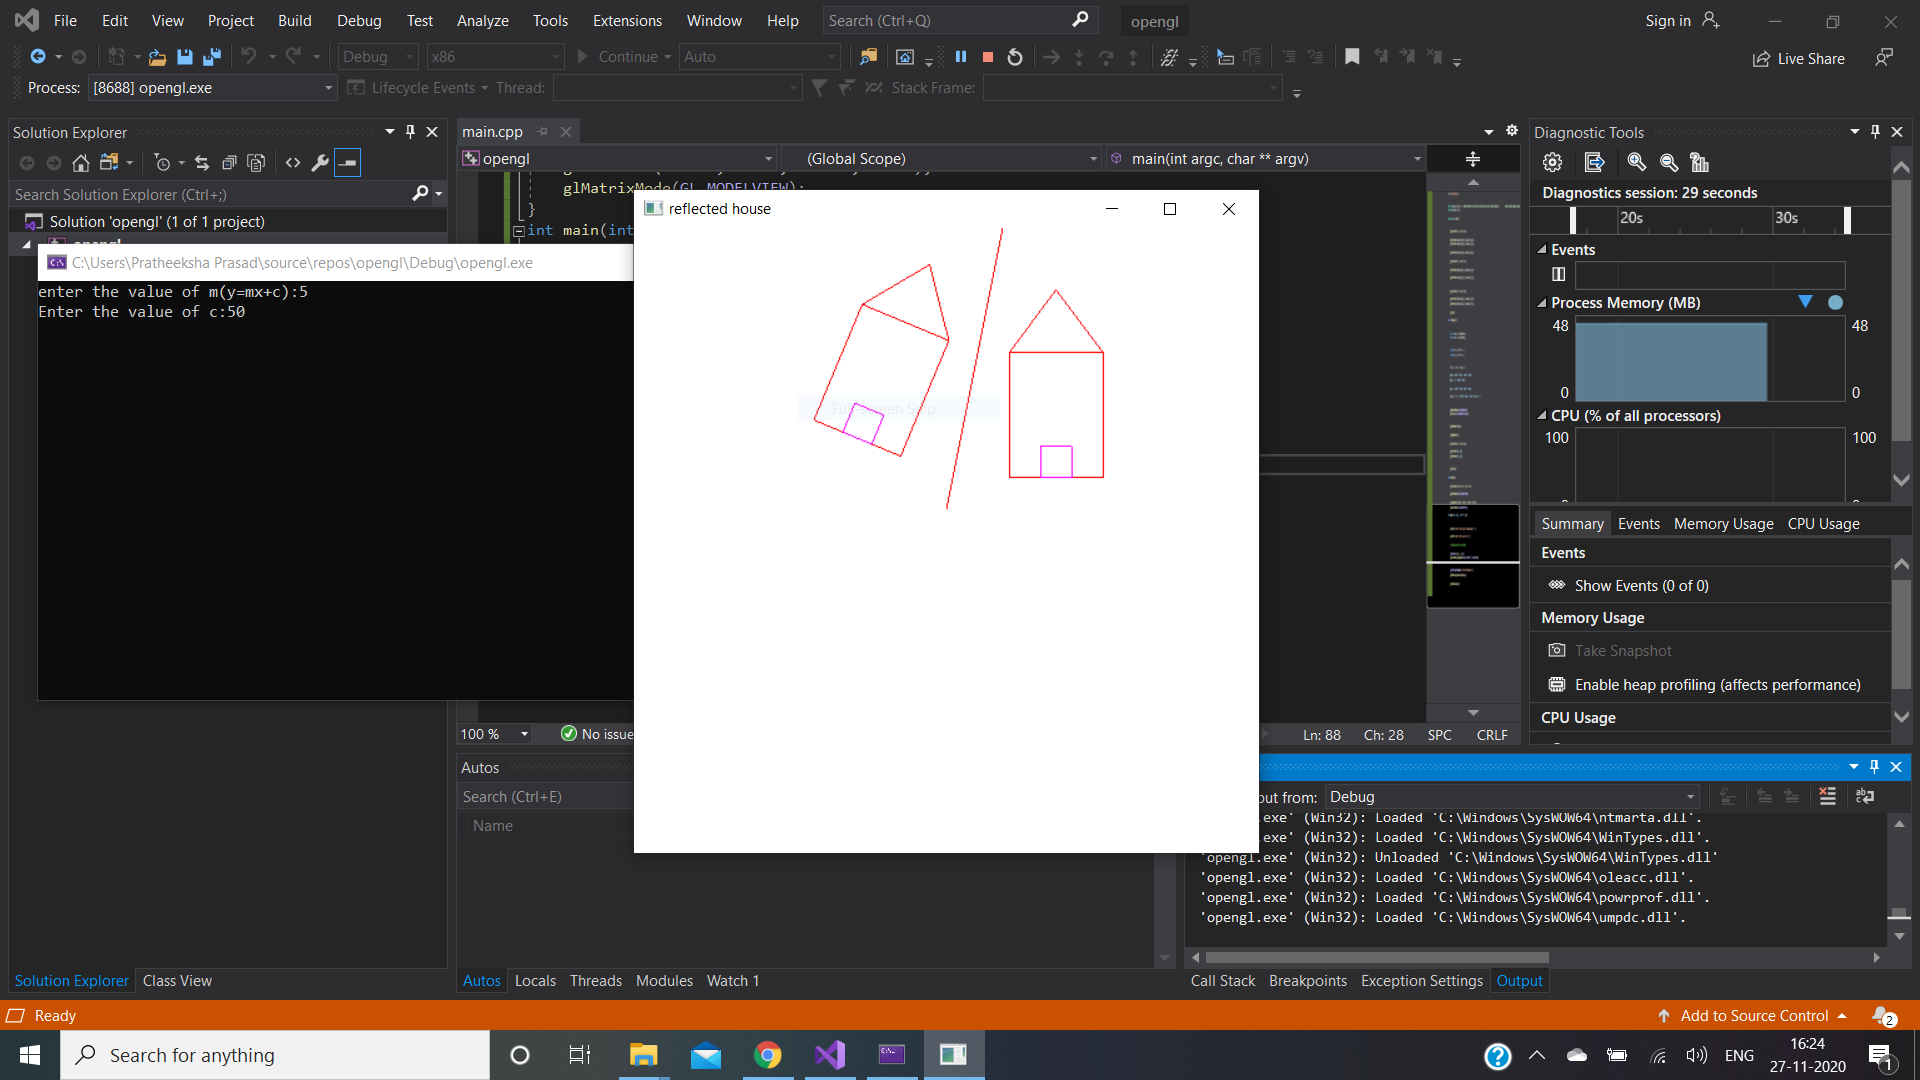 File Edit View Project Build Debug Test Analyze Tools Extensions Window Help Search (Ctrl+Q) opengl Sign in
Debug x86 Continue Auto Live Share
Process: [8688] opengl.exe Lifecycle Events Thread: Stack Frame:
Solution Explorer
Search Solution Explorer (Ctrl+;)
Solution 'opengl' (1 of 1 project)
opengl
C:\Users\Pratheeksha Prasad\source\repos\opengl\Debug\opengl.exe
enter the value of m(y=mx+c):5
Enter the value of c:50
main.cpp
opengl (Global Scope) main(int argc, char ** argv)
glMatrixMode(GL_MODELVIEW);
}
int main(int
reflected house
Full-screen Snip
100 % No issue Ln: 88 Ch: 28 SPC CRLF
Diagnostic Tools
Diagnostics session: 29 seconds
20s 30s
Events
Process Memory (MB)
48 48
0 0
CPU (% of all processors)
100 100
Summary Events Memory Usage CPU Usage
Events
Show Events (0 of 0)
Memory Usage
Take Snapshot
Enable heap profiling (affects performance)
CPU Usage
Autos
Search (Ctrl+E)
Name
put from: Debug
'opengl.exe' (Win32): Loaded 'C:\Windows\SysWOW64\ntmarta.dll'.
'opengl.exe' (Win32): Loaded 'C:\Windows\SysWOW64\WinTypes.dll'.
'opengl.exe' (Win32): Unloaded 'C:\Windows\SysWOW64\WinTypes.dll'
'opengl.exe' (Win32): Loaded 'C:\Windows\SysWOW64\oleacc.dll'.
'opengl.exe' (Win32): Loaded 'C:\Windows\SysWOW64\powrprof.dll'.
'opengl.exe' (Win32): Loaded 'C:\Windows\SysWOW64\umpdc.dll'.
Solution Explorer Class View
Autos Locals Threads Modules Watch 1
Call Stack Breakpoints Exception Settings Output
Ready Add to Source Control 2
Search for anything ENG 16:24
27-11-2020 1